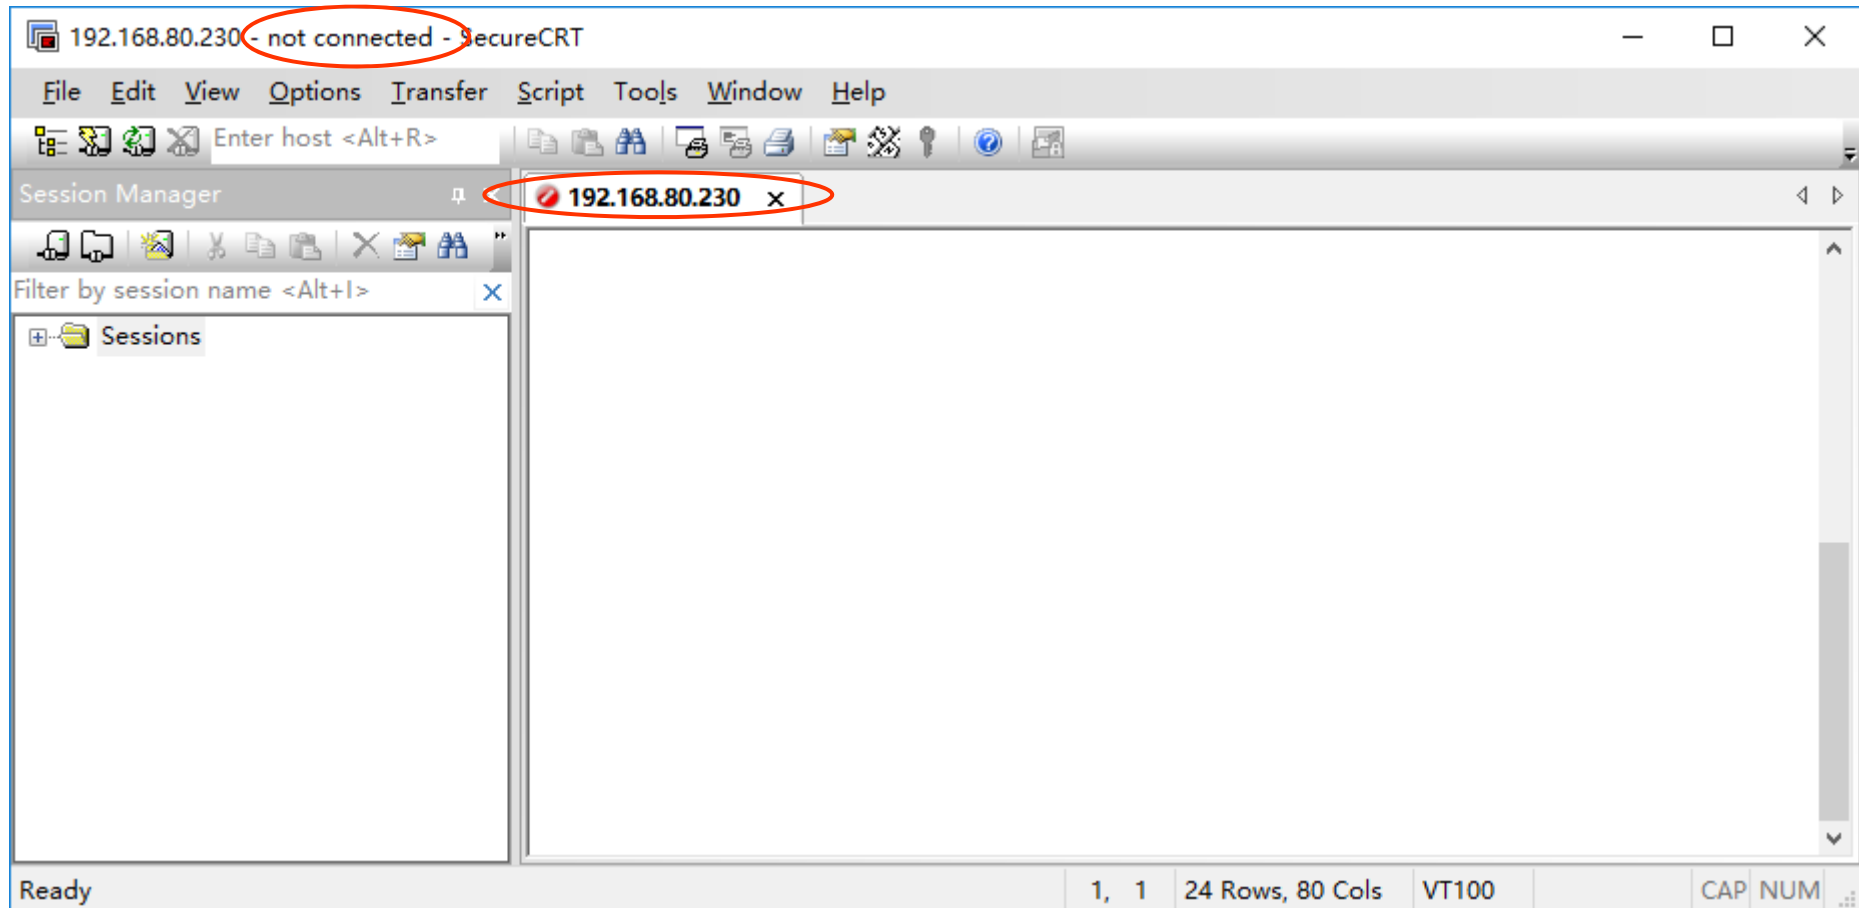 192.168.80.230 - not connected - SecureCRT
File Edit View Options Transfer Script Tools Window Help
Enter host <Alt+R>
Session Manager
192.168.80.230
Filter by session name <Alt+I>
Sessions
Ready 1, 1 24 Rows, 80 Cols VT100 CAP NUM